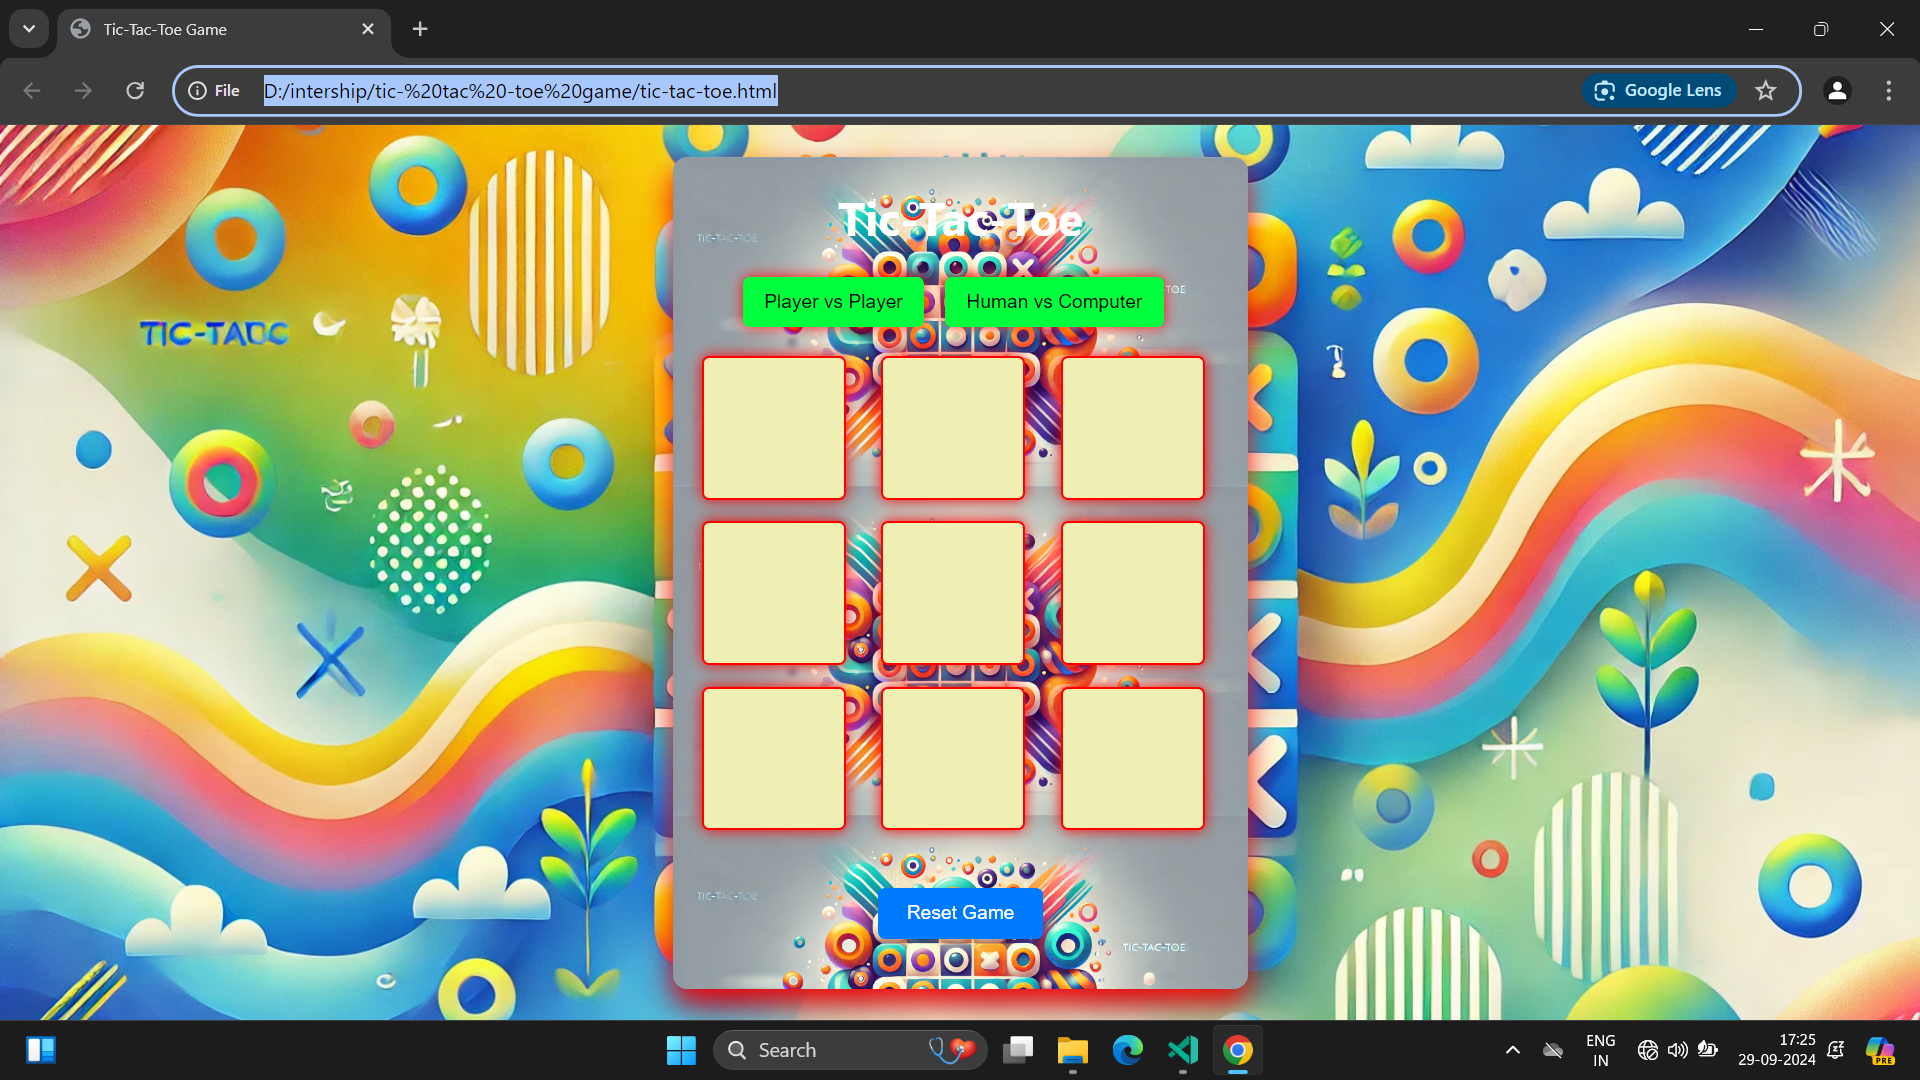 Tic-Tac-Toe Game
File
D:/intership/tic-%20tac%20-toe%20game/tic-tac-toe.html
Google Lens
Tic-Tac-Toe
TIC-TAC-TOE
Player vs Player
Human vs Computer
TOE
TIC-TADC
TIC-TAC-TOE
Reset Game
TIC-TAC-TOE
Search
ENG
IN
17:25
29-09-2024
PRE